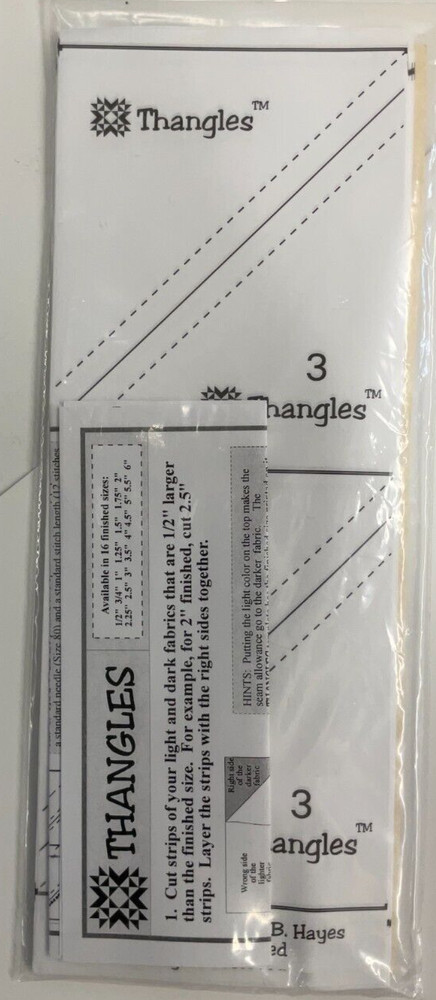 Thangles™
3
hangles™
THANGLES
Available in 16 finished sizes:
1/2" 3/4" 1" 1.25" 1.5" 1.75" 2"
2.25" 2.5" 3" 3.5" 4" 4.5" 5" 5.5" 6"
1. Cut strips of your light and dark fabrics that are 1/2" larger
than the finished size. For example, for 2" finished, cut 2.5"
strips. Layer the strips with the right sides together.
Wrong side
of the
lighter
Right side
of the
darker
fabric
HINTS: Putting the light color on the top makes the
seam allowance go to the darker fabric. The
a standard needle (Size 80) and a standard stitch length
3
angles™
B. Hayes
ed